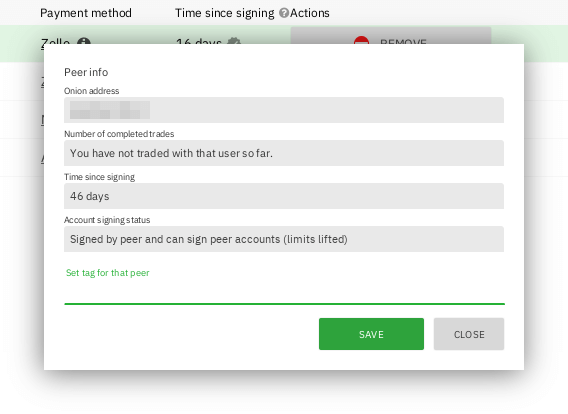 Payment method Time since signing Actions
Zelle 46 days REMOVE
Peer info
Onion address
Number of completed trades
You have not traded with that user so far.
Time since signing
46 days
Account signing status
Signed by peer and can sign peer accounts (limits lifted)
Set tag for that peer
SAVE CLOSE